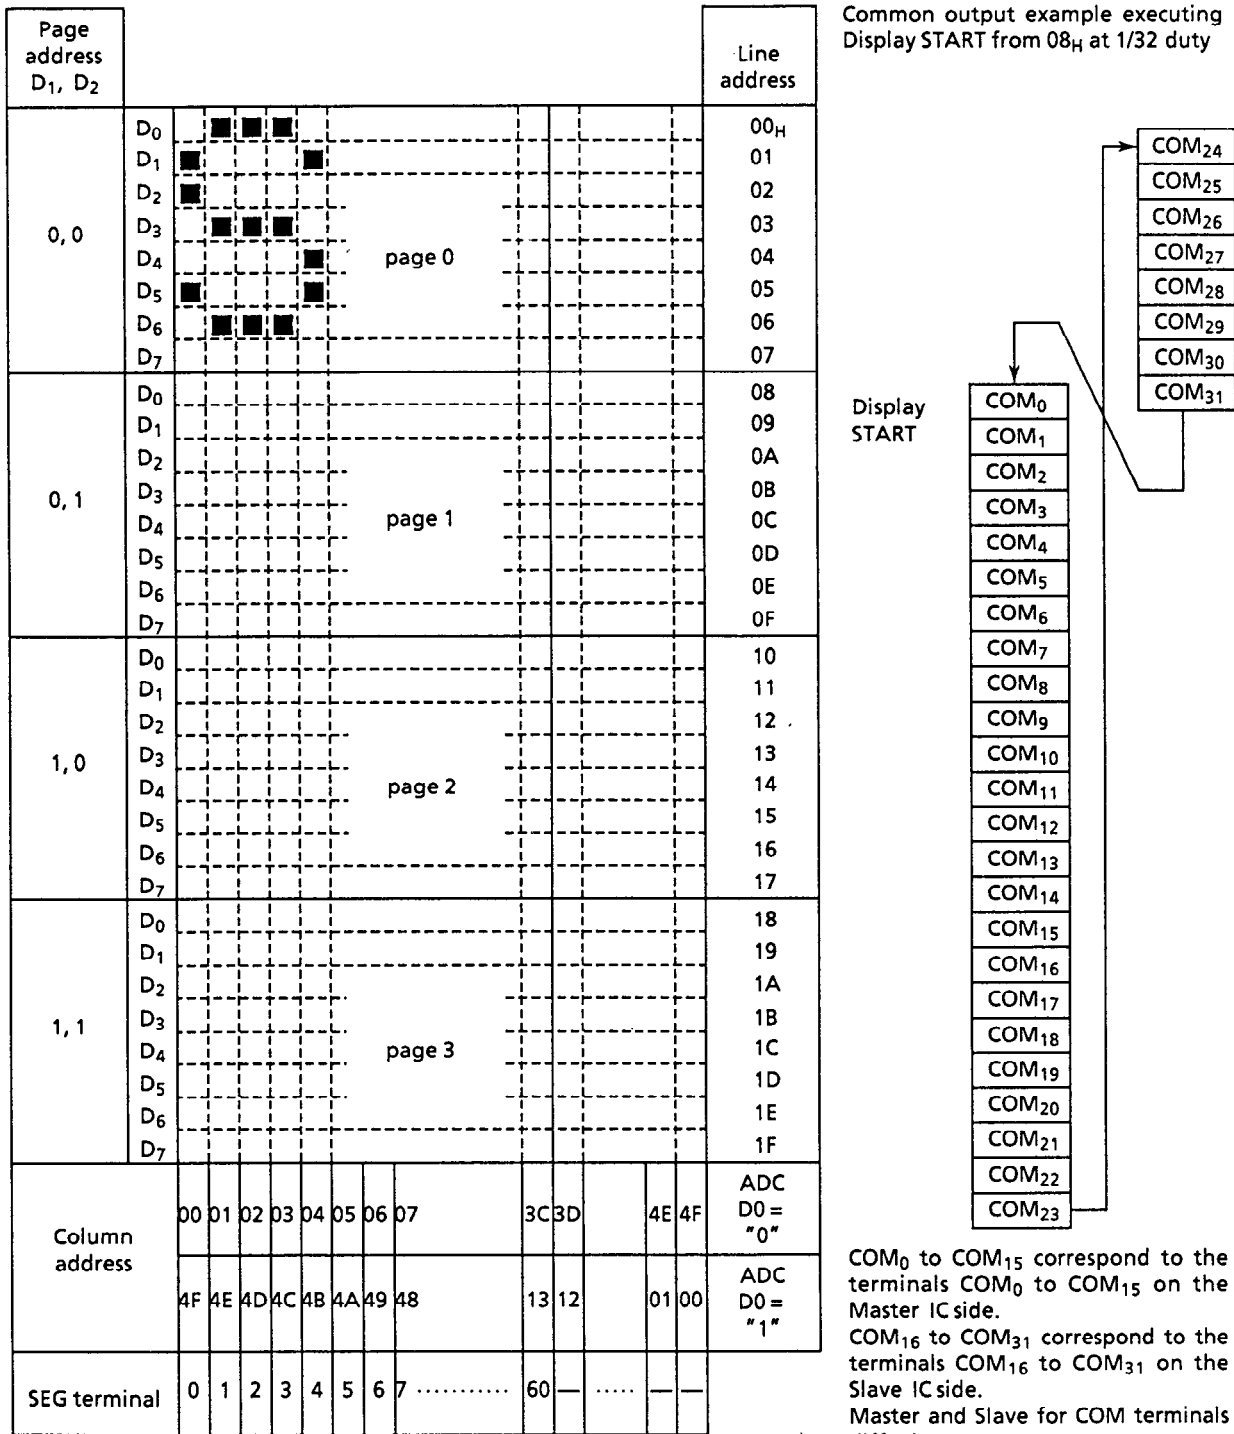 Page
address
D₁, D₂
Line
address
0, 0
D₀ 00H
D₁ 01
D₂ 02
D₃ 03
D₄ page 0 04
D₅ 05
D₆ 06
D₇ 07
0, 1
D₀ 08
D₁ 09
D₂ 0A
D₃ 0B
D₄ page 1 0C
D₅ 0D
D₆ 0E
D₇ 0F
1, 0
D₀ 10
D₁ 11
D₂ 12
D₃ 13
D₄ page 2 14
D₅ 15
D₆ 16
D₇ 17
1, 1
D₀ 18
D₁ 19
D₂ 1A
D₃ 1B
D₄ page 3 1C
D₅ 1D
D₆ 1E
D₇ 1F
Column
address
00 01 02 03 04 05 06 07 3C 3D 4E 4F
ADC
D0 =
"0"
4F 4E 4D 4C 4B 4A 49 48 13 12 01 00
ADC
D0 =
"1"
SEG terminal 0 1 2 3 4 5 6 7 ·········· 60 — ····· — —
Common output example executing
Display START from 08H at 1/32 duty
COM₂₄
COM₂₅
COM₂₆
COM₂₇
COM₂₈
COM₂₉
COM₃₀
COM₃₁
Display
START
COM₀
COM₁
COM₂
COM₃
COM₄
COM₅
COM₆
COM₇
COM₈
COM₉
COM₁₀
COM₁₁
COM₁₂
COM₁₃
COM₁₄
COM₁₅
COM₁₆
COM₁₇
COM₁₈
COM₁₉
COM₂₀
COM₂₁
COM₂₂
COM₂₃
COM₀ to COM₁₅ correspond to the
terminals COM₀ to COM₁₅ on the
Master IC side.
COM₁₆ to COM₃₁ correspond to the
terminals COM₁₆ to COM₃₁ on the
Slave IC side.
Master and Slave for COM terminals